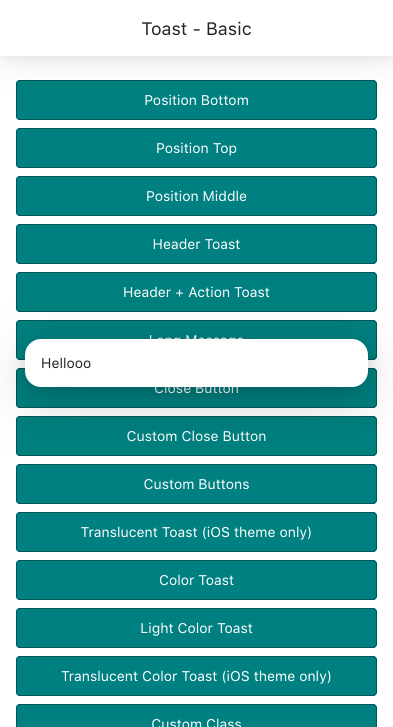 Toast - Basic
Position Bottom
Position Top
Position Middle
Header Toast
Header + Action Toast
Long Message
Hellooo
Close Button
Custom Close Button
Custom Buttons
Translucent Toast (iOS theme only)
Color Toast
Light Color Toast
Translucent Color Toast (iOS theme only)
Custom Class